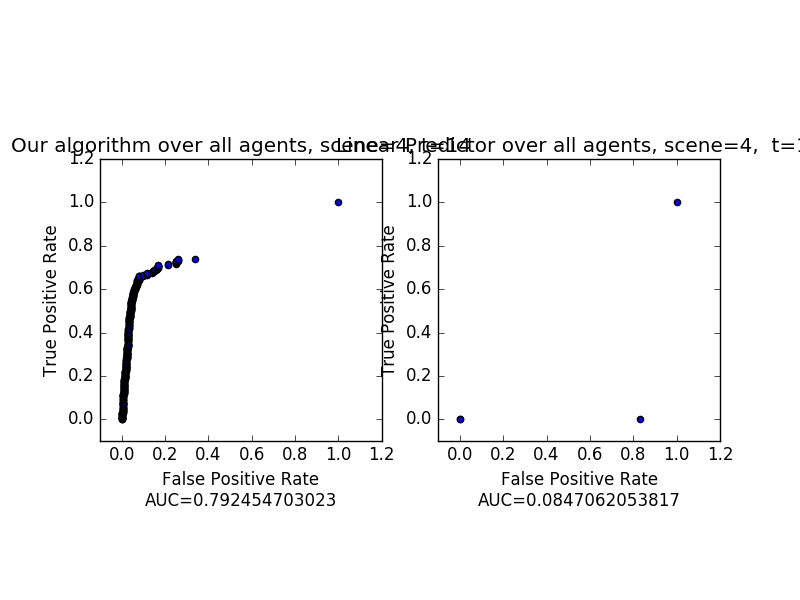 Our algorithm over all agents, scene=4, t=14
Linear Predictor over all agents, scene=4, t=1
1.2
1.0
0.8
0.6
0.4
0.2
0.0
True Positive Rate
0.0 0.2 0.4 0.6 0.8 1.0 1.2
False Positive Rate
AUC=0.792454703023
1.2
1.0
0.8
0.6
0.4
0.2
0.0
True Positive Rate
0.0 0.2 0.4 0.6 0.8 1.0 1.2
False Positive Rate
AUC=0.0847062053817